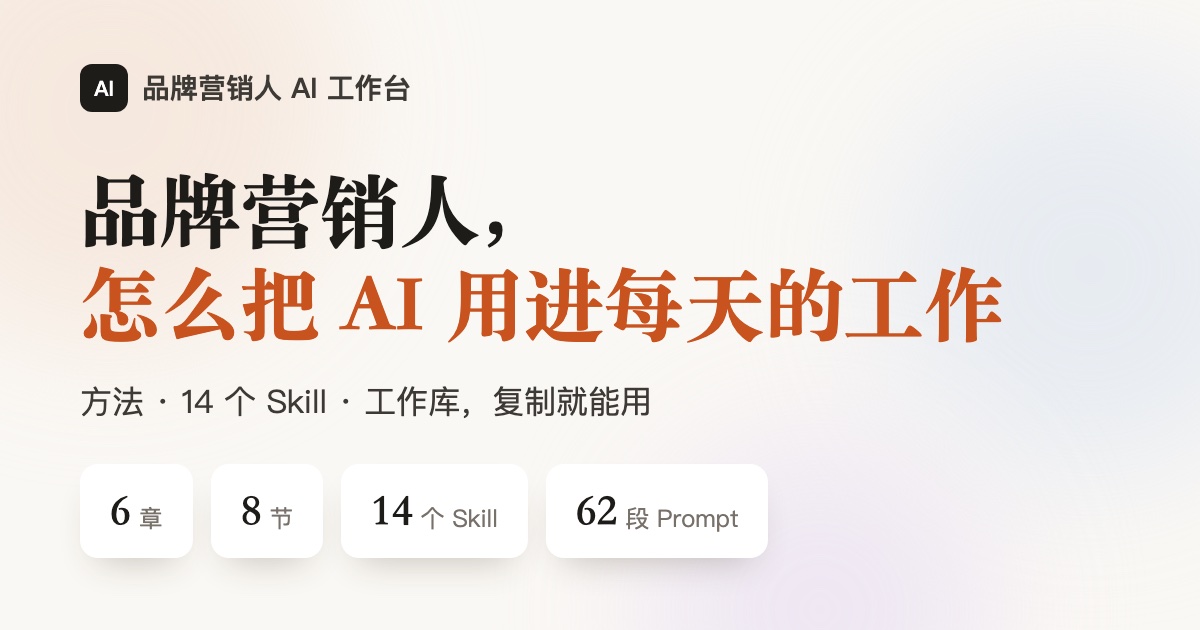 AI 品牌营销人 AI 工作台
品牌营销人，
怎么把 AI 用进每天的工作
方法 · 14 个 Skill · 工作库，复制就能用
6 章 8 节 14 个 Skill 62 段 Prompt